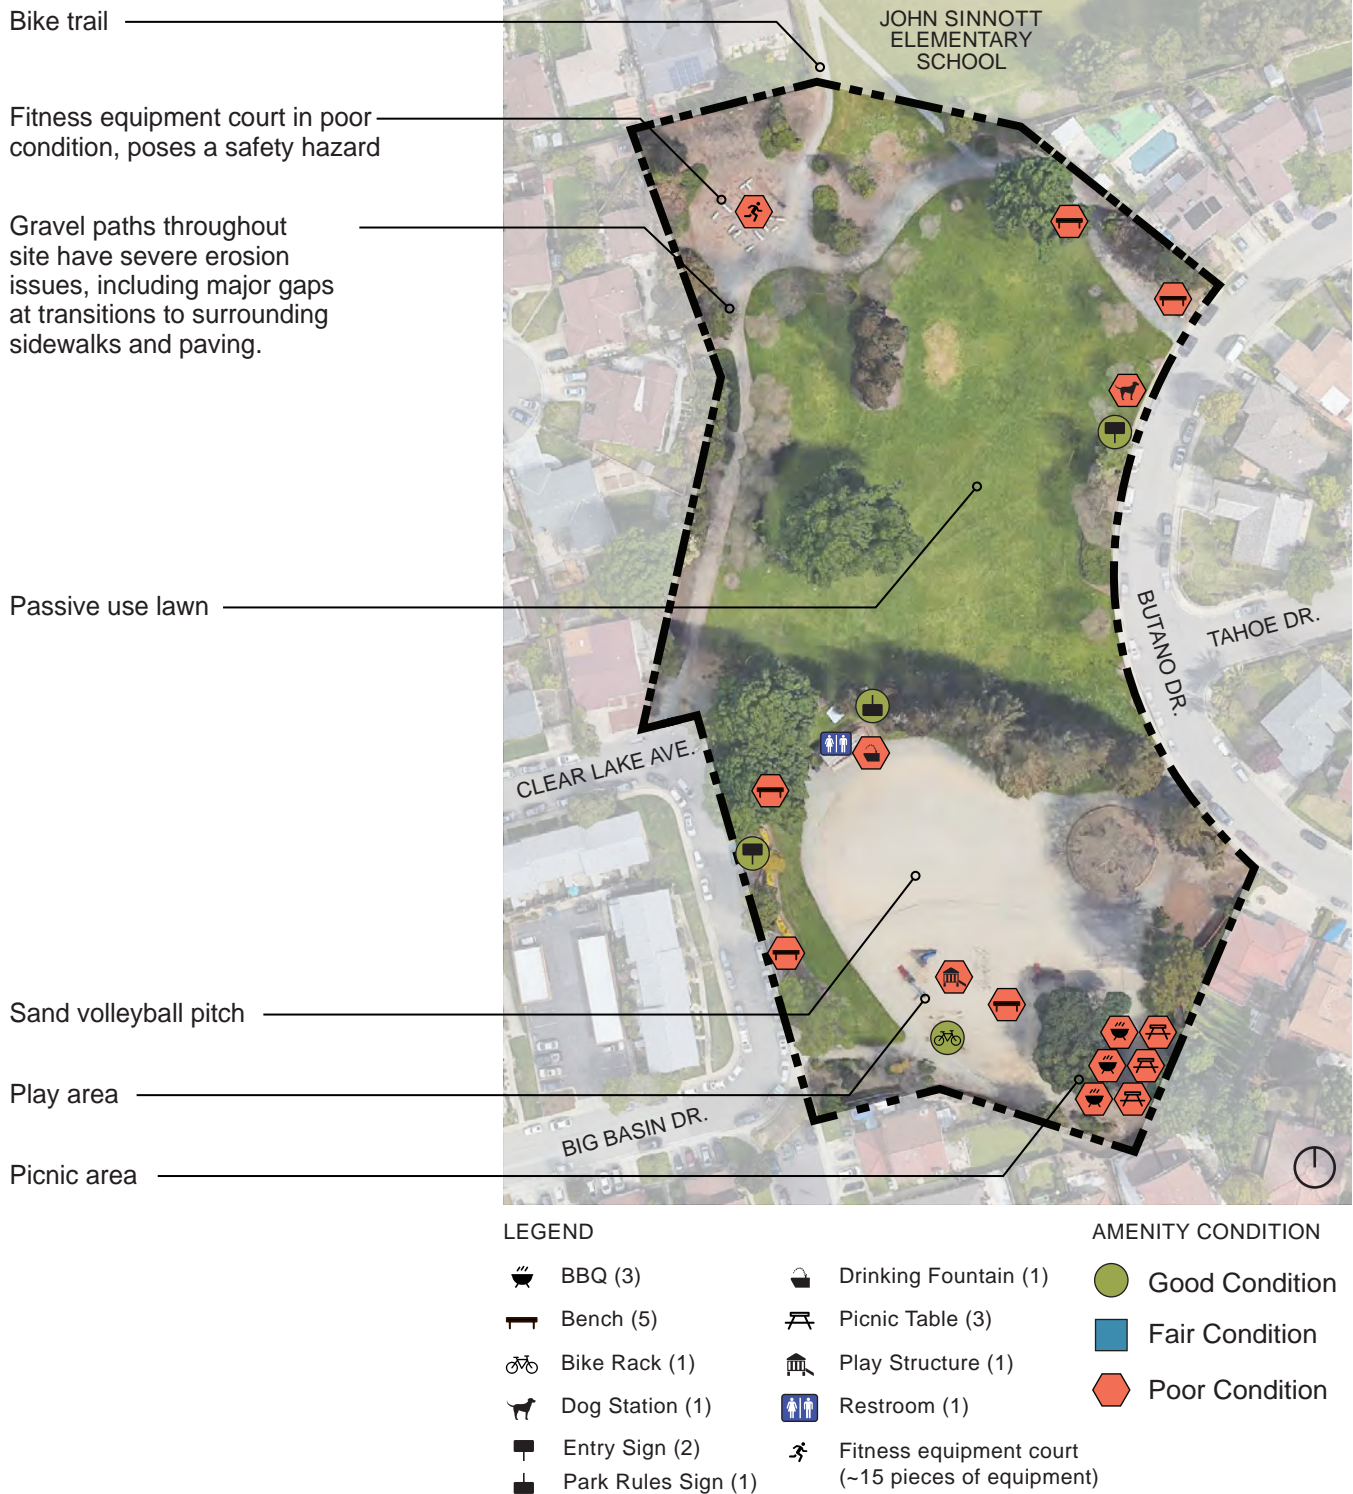 Bike trail
JOHN SINNOTT
ELEMENTARY
SCHOOL
Fitness equipment court in poor
condition, poses a safety hazard
Gravel paths throughout
site have severe erosion
issues, including major gaps
at transitions to surrounding
sidewalks and paving.
Passive use lawn
BUTANO DR.
TAHOE DR.
CLEAR LAKE AVE.
Sand volleyball pitch
Play area
BIG BASIN DR.
Picnic area
LEGEND
BBQ (3)
Bench (5)
Bike Rack (1)
Dog Station (1)
Entry Sign (2)
Park Rules Sign (1)
Drinking Fountain (1)
Picnic Table (3)
Play Structure (1)
Restroom (1)
Fitness equipment court
(~15 pieces of equipment)
AMENITY CONDITION
Good Condition
Fair Condition
Poor Condition